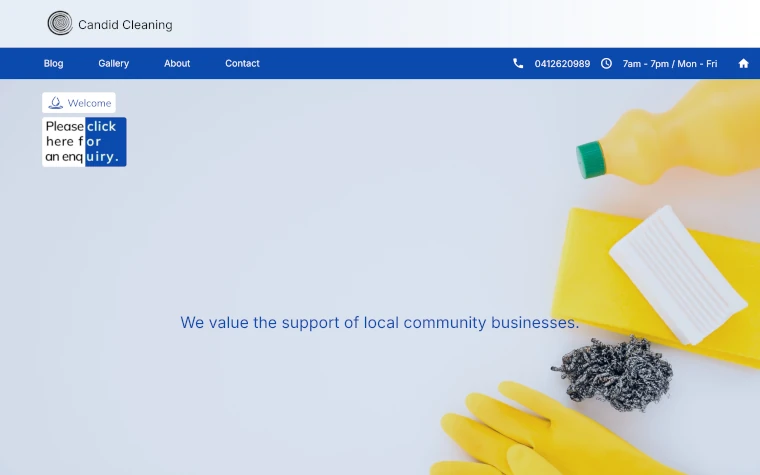 Candid Cleaning
Blog Gallery About Contact 0412620989 7am - 7pm / Mon - Fri
Welcome
Please click
here for
an enquiry.
We value the support of local community businesses.